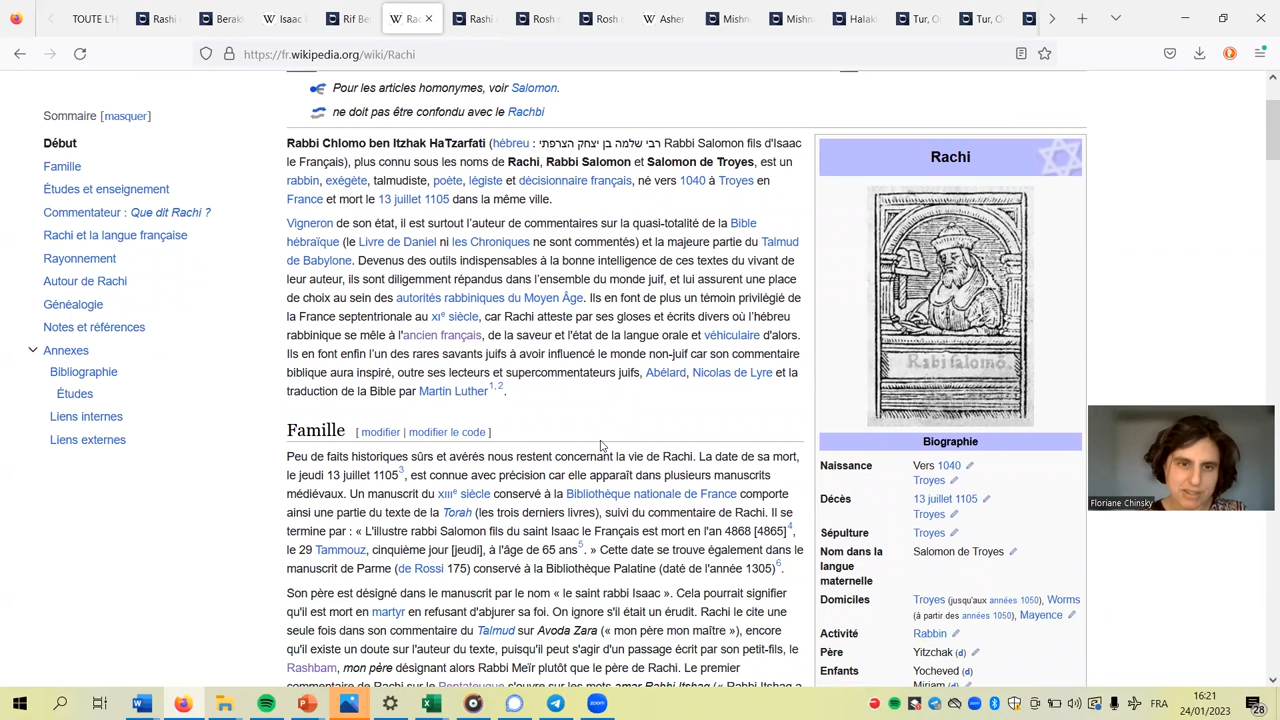 TOUTE L'H
Rashi
Berak
Isaac
Rif Be
Rac
Rashi
Rosh
Rosh
Asher
Mishn
Mishn
Halak
Tur, O
Tur, O
https://fr.wikipedia.org/wiki/Rachi
Sommaire [masquer]
Début
Famille
Études et enseignement
Commentateur : Que dit Rachi ?
Rachi et la langue française
Rayonnement
Autour de Rachi
Généalogie
Notes et références
Annexes
Bibliographie
Études
Liens internes
Liens externes
Pour les articles homonymes, voir Salomon.
ne doit pas être confondu avec le Rachbi
Rabbi Chlomo ben Itzhak HaTzarfati (hébreu : רבי שלמה בן יצחק הצרפתי Rabbi Salomon fils d'Isaac
le Français), plus connu sous les noms de Rachi, Rabbi Salomon et Salomon de Troyes, est un
rabbin, exégète, talmudiste, poète, légiste et décisionnaire français, né vers 1040 à Troyes en
France et mort le 13 juillet 1105 dans la même ville.
Vigneron de son état, il est surtout l'auteur de commentaires sur la quasi-totalité de la Bible
hébraïque (le Livre de Daniel ni les Chroniques ne sont commentés) et la majeure partie du Talmud
de Babylone. Devenus des outils indispensables à la bonne intelligence de ces textes du vivant de
leur auteur, ils sont diligemment répandus dans l'ensemble du monde juif, et lui assurent une place
de choix au sein des autorités rabbiniques du Moyen Âge. Ils en font de plus un témoin privilégié de
la France septentrionale au XIe siècle, car Rachi atteste par ses gloses et écrits divers où l'hébreu
rabbinique se mêle à l'ancien français, de la saveur et l'état de la langue orale et véhiculaire d'alors.
Ils en font enfin l'un des rares savants juifs à avoir influencé le monde non-juif car son commentaire
biblique aura inspiré, outre ses lecteurs et supercommentateurs juifs, Abélard, Nicolas de Lyre et la
traduction de la Bible par Martin Luther1, 2.
Famille [ modifier | modifier le code ]
Peu de faits historiques sûrs et avérés nous restent concernant la vie de Rachi. La date de sa mort,
le jeudi 13 juillet 11053, est connue avec précision car elle apparaît dans plusieurs manuscrits
médiévaux. Un manuscrit du XIIIe siècle conservé à la Bibliothèque nationale de France comporte
ainsi une partie du texte de la Torah (les trois derniers livres), suivi du commentaire de Rachi. Il se
termine par : « L'illustre rabbi Salomon fils du saint Isaac le Français est mort en l'an 4868 [4865]4,
le 29 Tammouz, cinquième jour [jeudi], à l'âge de 65 ans5. » Cette date se trouve également dans le
manuscrit de Parme (de Rossi 175) conservé à la Bibliothèque Palatine (daté de l'année 1305)6.
Son père est désigné dans le manuscrit par le nom « le saint rabbi Isaac ». Cela pourrait signifier
qu'il est mort en martyr en refusant d'abjurer sa foi. On ignore s'il était un érudit. Rachi le cite une
seule fois dans son commentaire du Talmud sur Avoda Zara (« mon père mon maître »), encore
qu'il existe un doute sur l'auteur du texte, puisqu'il peut s'agir d'un passage écrit par son petit-fils, le
Rashbam, mon père désignant alors Rabbi Meïr plutôt que le père de Rachi. Le premier
commentaire de Rachi sur le Pentateuque s'ouvre sur les mots amar Rabbi Itshaq (« Rabbi Itshaq a
Rachi
Rabi salomō.
Biographie
Naissance Vers 1040
Troyes
Décès 13 juillet 1105
Troyes
Sépulture Troyes
Nom dans la langue maternelle Salomon de Troyes
Domiciles Troyes (jusqu'aux années 1050), Worms
(à partir des années 1050), Mayence
Activité Rabbin
Père Yitzchak (d)
Enfants Yocheved (d)
Miriam (d)
Floriane Chinsky
FRA
16:21
24/01/2023
28